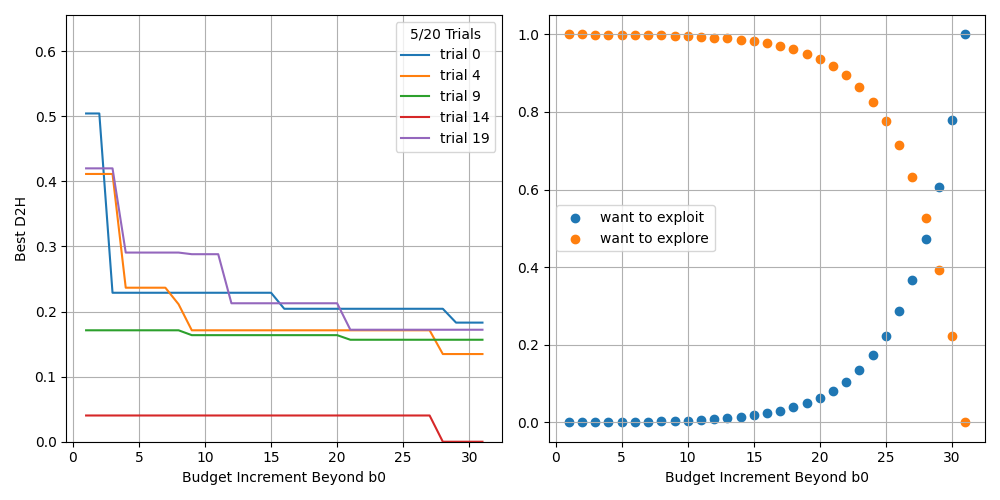 5/20 Trials
trial 0
trial 4
trial 9
trial 14
trial 19
0.6
0.5
0.4
0.3
0.2
0.1
0.0
Best D2H
0 5 10 15 20 25 30
Budget Increment Beyond b0
1.0
0.8
0.6
0.4
0.2
0.0
want to exploit
want to explore
0 5 10 15 20 25 30
Budget Increment Beyond b0